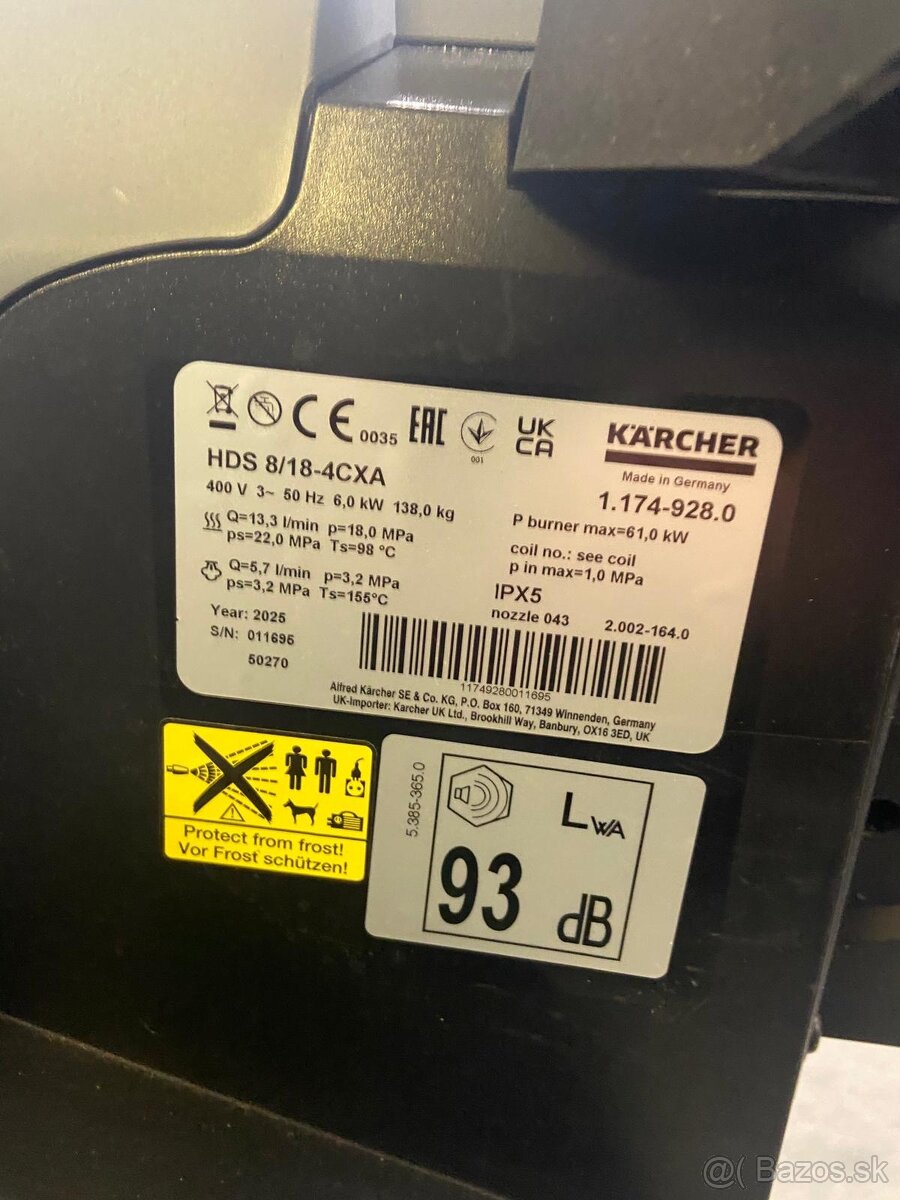 CE 0035 EAC 001 UK CA
KÄRCHER
Made in Germany
HDS 8/18-4CXA
1.174-928.0
400 V 3~ 50 Hz 6,0 kW 138,0 kg
P burner max=61,0 kW
Q=13,3 l/min p=18,0 MPa
ps=22,0 MPa Ts=98 °C
coil no.: see coil
p in max=1,0 MPa
Q=5,7 l/min p=3,2 MPa
ps=3,2 MPa Ts=155°C
IPX5
nozzle 043 2.002-164.0
Year: 2025
S/N: 011695
50270
11749280011695
Alfred Kärcher SE & Co. KG, P.O. Box 160, 71349 Winnenden, Germany
UK-Importer: Karcher UK Ltd., Brookhill Way, Banbury, OX16 3ED, UK
Protect from frost!
Vor Frost schützen!
5.385-365.0
LWA
93 dB
@( Bazos.sk